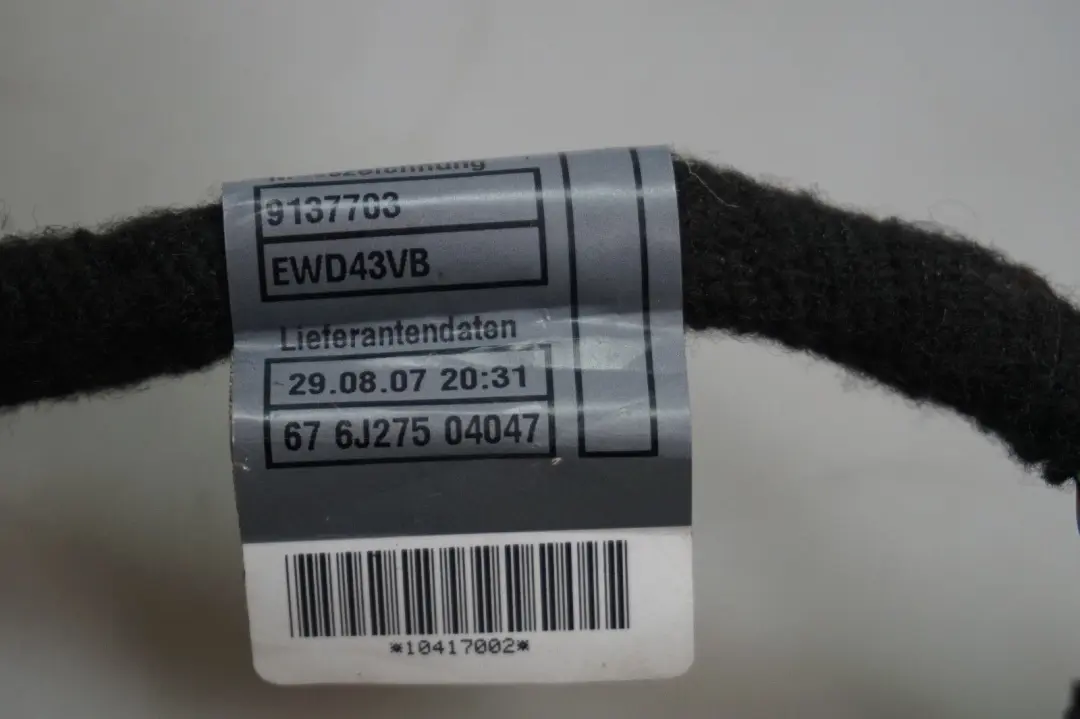 9137703
EWD43VB
Lieferantendaten
29.08.07 20:31
67 6J275 04047
*10417002*